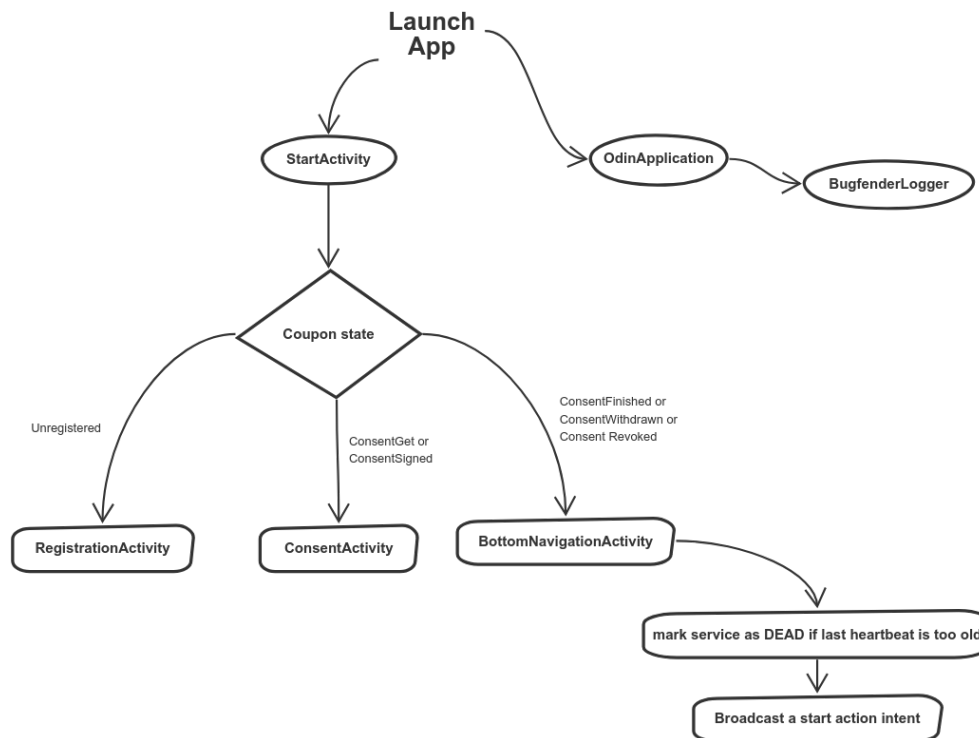 Launch
App
StartActivity
OdinApplication
BugfenderLogger
Coupon state
Unregistered
ConsentGet or
ConsentSigned
ConsentFinished or
ConsentWithdrawn or
Consent Revoked
RegistrationActivity
ConsentActivity
BottomNavigationActivity
mark service as DEAD if last heartbeat is too old
Broadcast a start action intent